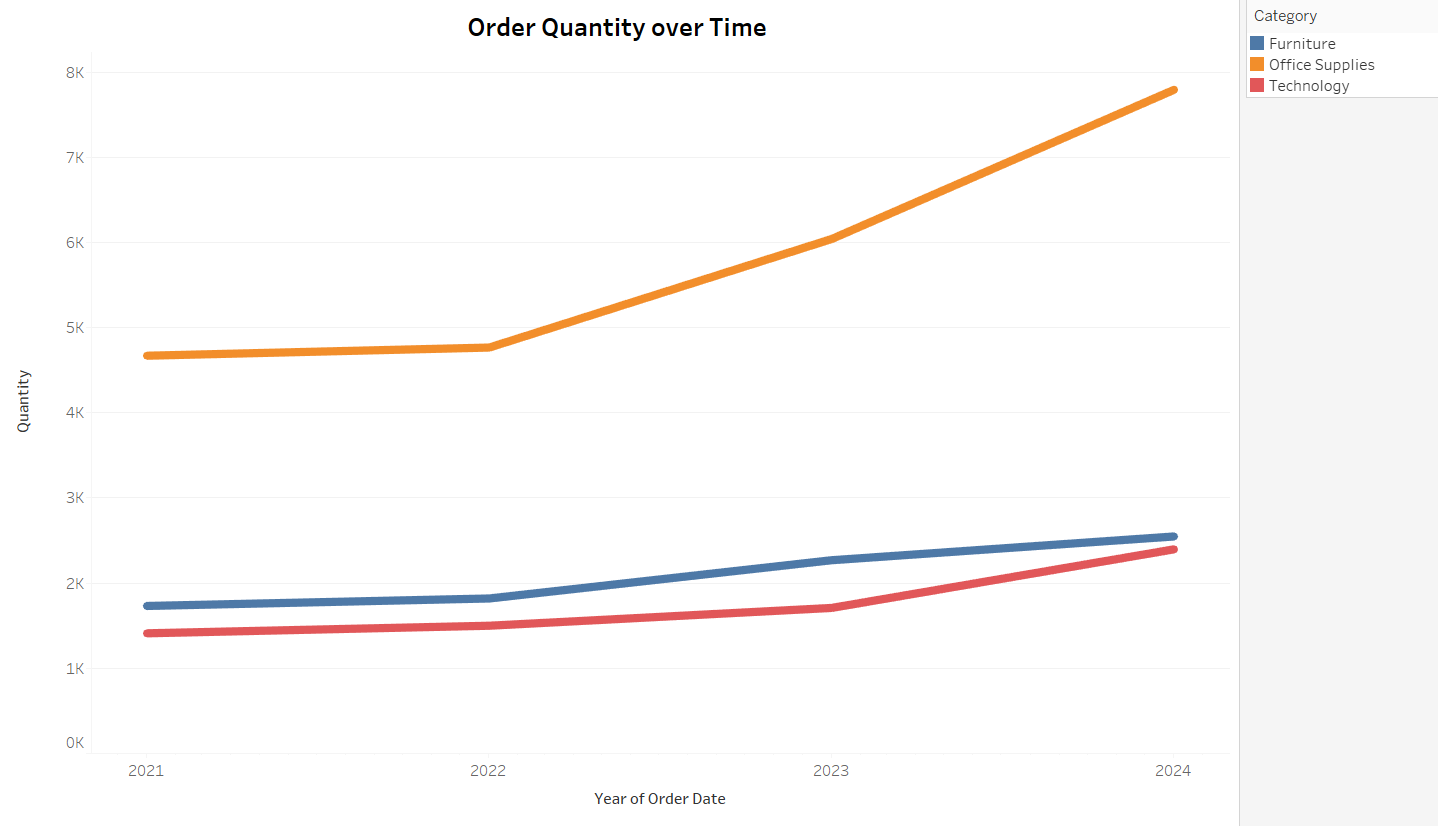 Order Quantity over Time
Category
Furniture
Office Supplies
Technology
8K
7K
6K
5K
4K
3K
2K
1K
0K
Quantity
2021 2022 2023 2024
Year of Order Date